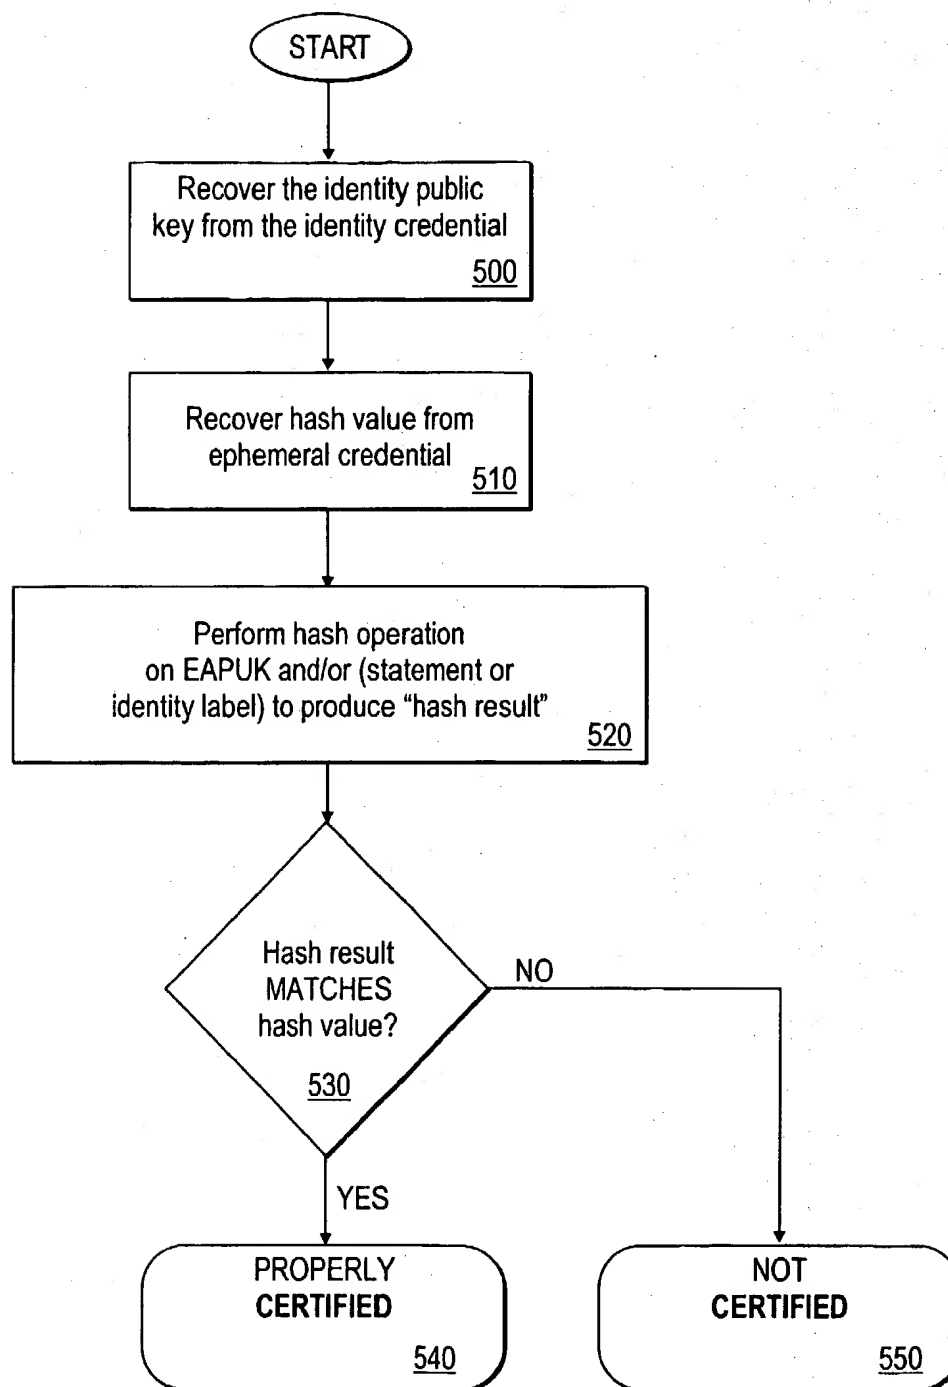 START
Recover the identity public
key from the identity credential
500
Recover hash value from
ephemeral credential
510
Perform hash operation
on EAPUK and/or (statement or
identity label) to produce “hash result”
520
Hash result
MATCHES
hash value?
530
NO
YES
PROPERLY
CERTIFIED
540
NOT
CERTIFIED
550